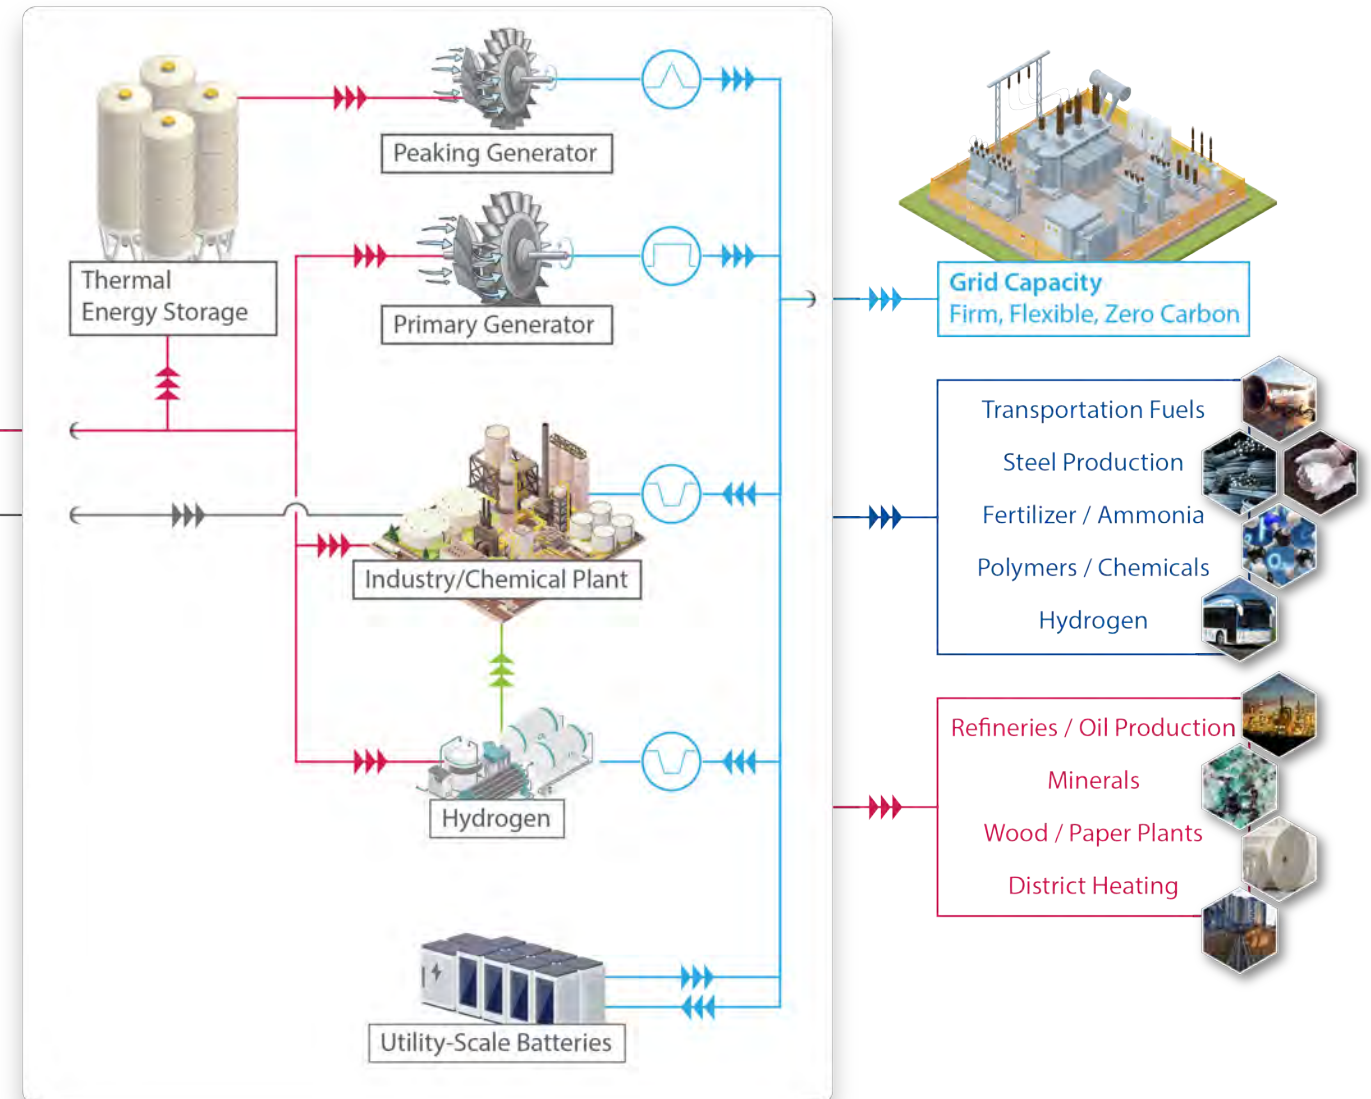 Peaking Generator
Primary Generator
Thermal
Energy Storage
Grid Capacity
Firm, Flexible, Zero Carbon
Transportation Fuels
Steel Production
Fertilizer / Ammonia
Polymers / Chemicals
Hydrogen
Industry/Chemical Plant
Refineries / Oil Production
Minerals
Wood / Paper Plants
District Heating
Hydrogen
Utility-Scale Batteries